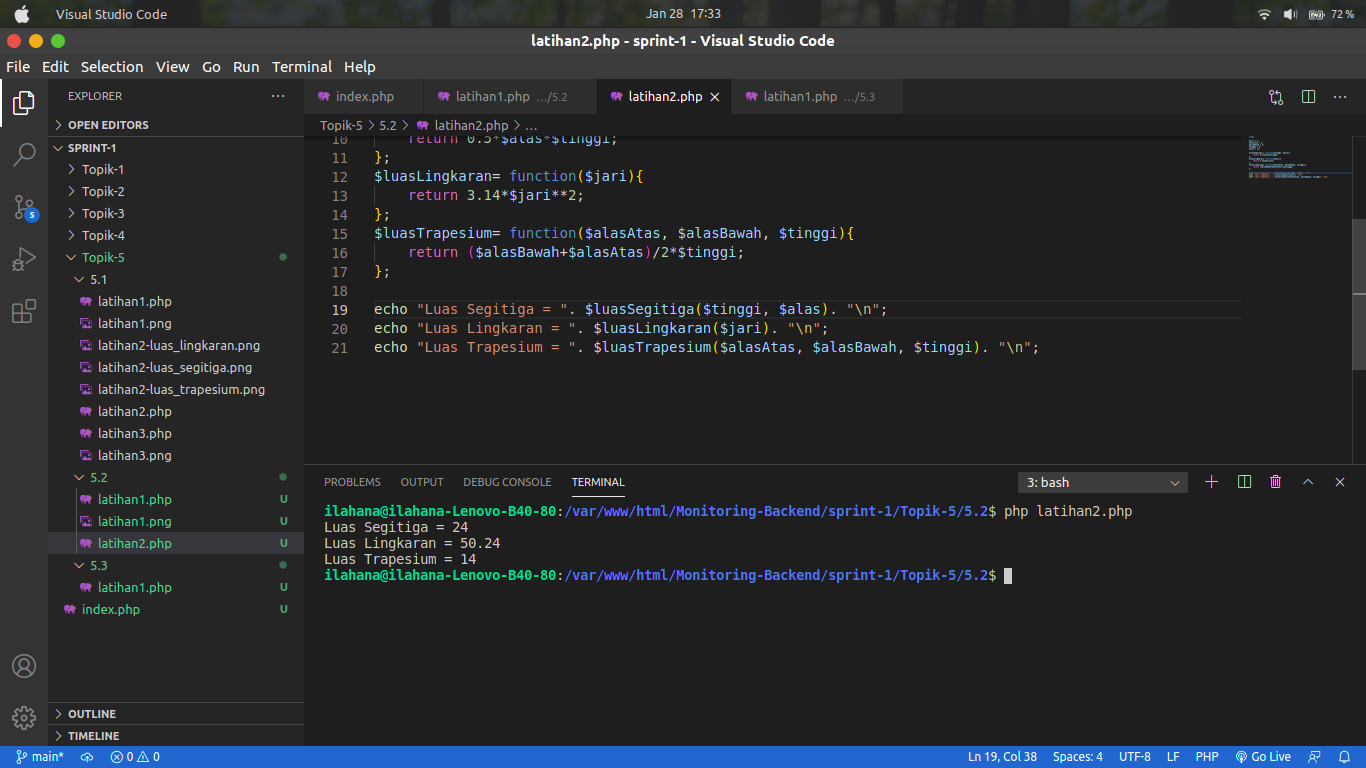 Visual Studio Code
Jan 28 17:33
72 %
latihan2.php - sprint-1 - Visual Studio Code
File Edit Selection View Go Run Terminal Help
EXPLORER
OPEN EDITORS
SPRINT-1
Topik-1
Topik-2
Topik-3
Topik-4
Topik-5
5.1
latihan1.php
latihan1.png
latihan2-luas_lingkaran.png
latihan2-luas_segitiga.png
latihan2-luas_trapesium.png
latihan2.php
latihan3.php
latihan3.png
5.2
latihan1.php U
latihan1.png U
latihan2.php U
5.3
latihan1.php U
index.php U
OUTLINE
TIMELINE
5
index.php latihan1.php .../5.2 latihan2.php latihan1.php .../5.3
Topik-5 > 5.2 > latihan2.php > ...
10 return 0.5*$alas*$tinggi;
11 };
12 $luasLingkaran= function($jari){
13 return 3.14*$jari**2;
14 };
15 $luasTrapesium= function($alasAtas, $alasBawah, $tinggi){
16 return ($alasBawah+$alasAtas)/2*$tinggi;
17 };
18
19 echo "Luas Segitiga = ". $luasSegitiga($tinggi, $alas). "\n";
20 echo "Luas Lingkaran = ". $luasLingkaran($jari). "\n";
21 echo "Luas Trapesium = ". $luasTrapesium($alasAtas, $alasBawah, $tinggi). "\n";
PROBLEMS OUTPUT DEBUG CONSOLE TERMINAL 3: bash
ilahana@ilahana-Lenovo-B40-80:/var/www/html/Monitoring-Backend/sprint-1/Topik-5/5.2$ php latihan2.php
Luas Segitiga = 24
Luas Lingkaran = 50.24
Luas Trapesium = 14
ilahana@ilahana-Lenovo-B40-80:/var/www/html/Monitoring-Backend/sprint-1/Topik-5/5.2$
main* 0 0 Ln 19, Col 38 Spaces: 4 UTF-8 LF PHP Go Live